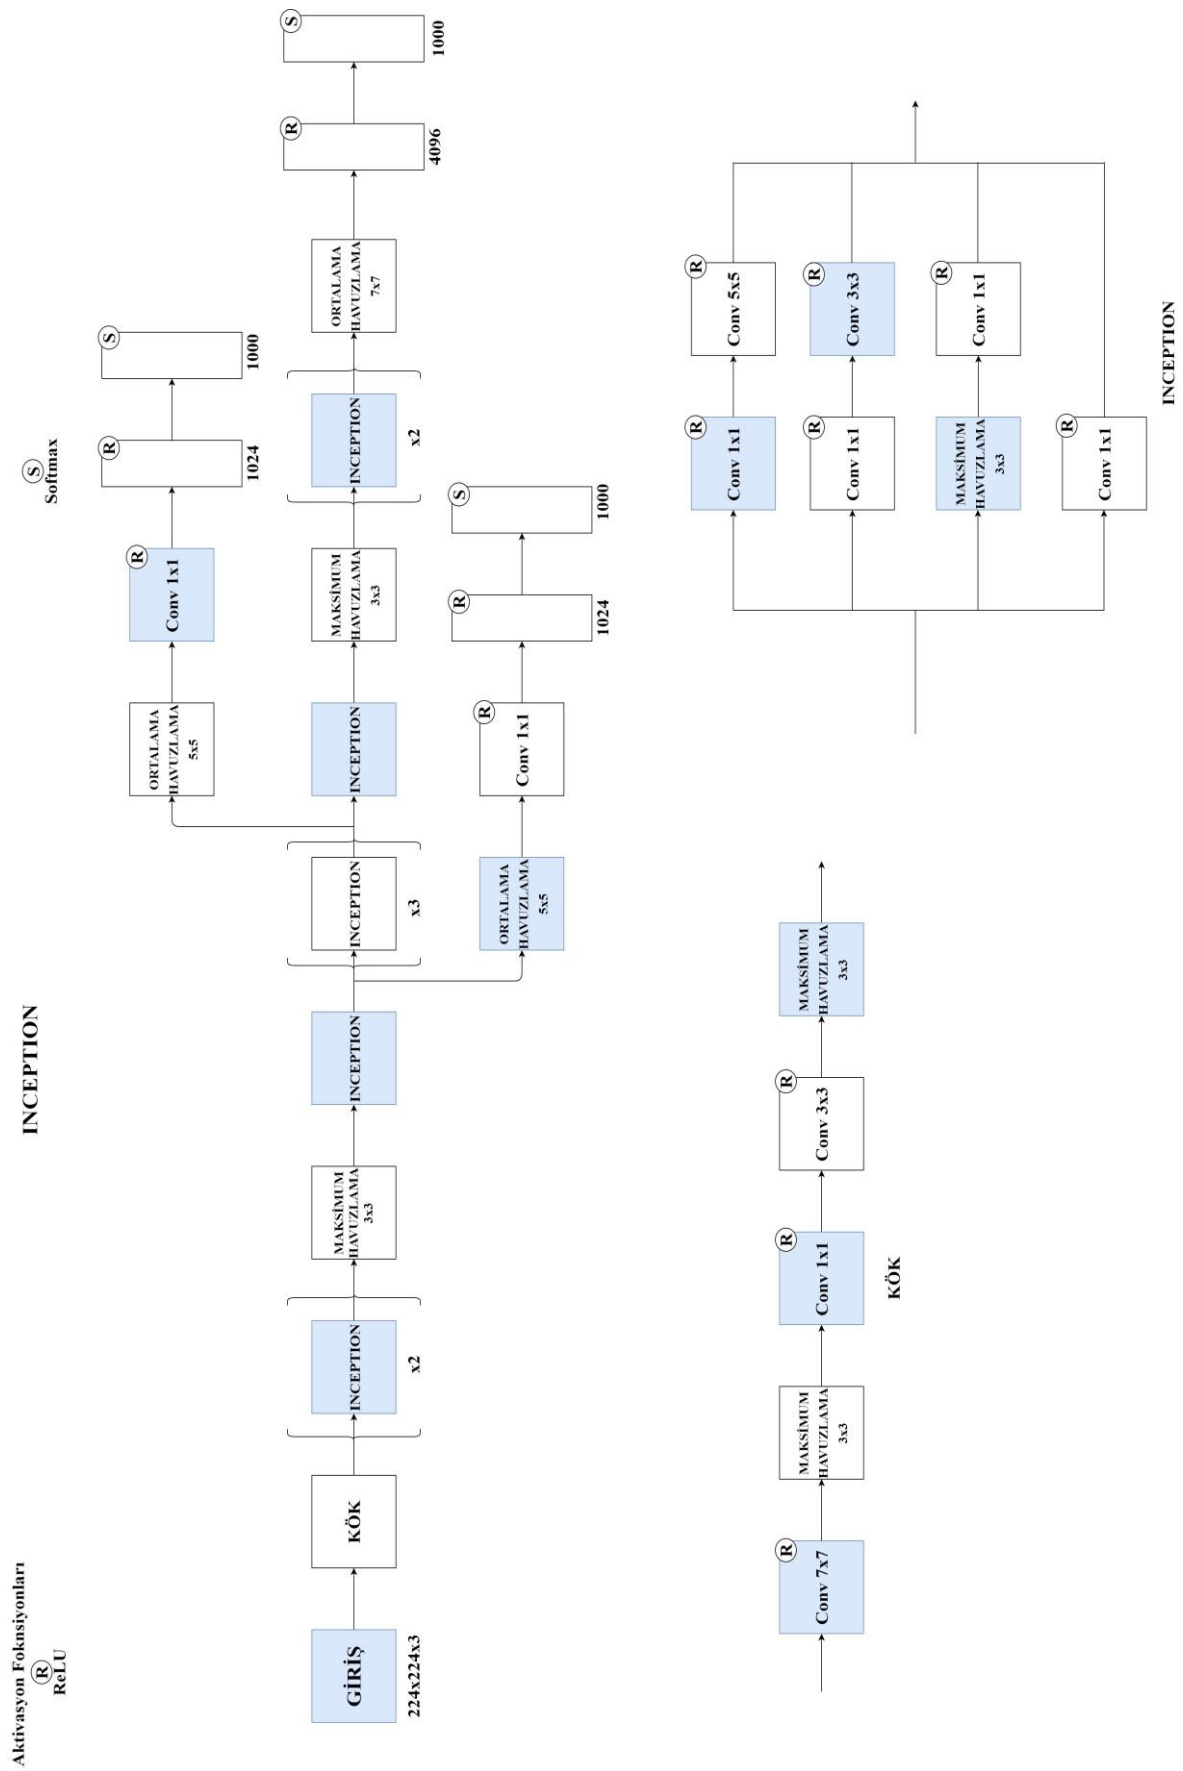 INCEPTION
Aktivasyon Foknsiyonları
R
ReLU
S
Softmax
ORTALAMA
HAVUZLAMA
5x5
Conv 1x1
R
R
1024
S
1000
GİRİŞ
224x224x3
KÖK
INCEPTION
x2
MAKSİMUM
HAVUZLAMA
3x3
INCEPTION
INCEPTION
x3
INCEPTION
MAKSİMUM
HAVUZLAMA
3x3
INCEPTION
x2
ORTALAMA
HAVUZLAMA
7x7
R
4096
S
1000
ORTALAMA
HAVUZLAMA
5x5
Conv 1x1
R
R
1024
S
1000
Conv 7x7
R
MAKSİMUM
HAVUZLAMA
3x3
Conv 1x1
R
Conv 3x3
R
MAKSİMUM
HAVUZLAMA
3x3
KÖK
Conv 1x1
R
Conv 5x5
R
Conv 1x1
R
Conv 3x3
R
MAKSİMUM
HAVUZLAMA
3x3
Conv 1x1
R
Conv 1x1
R
INCEPTION